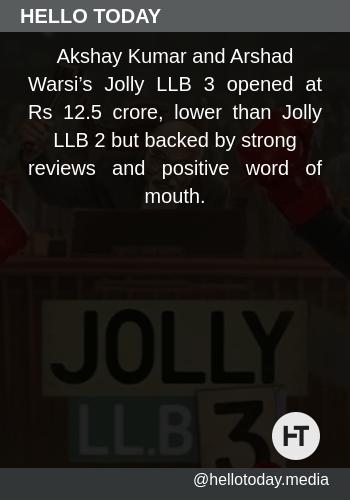 HELLO TODAY
Akshay Kumar and Arshad
Warsi’s Jolly LLB 3 opened at
Rs 12.5 crore, lower than Jolly
LLB 2 but backed by strong
reviews and positive word of
mouth.
JOLLY
LL.B
3
HT
@hellotoday.media